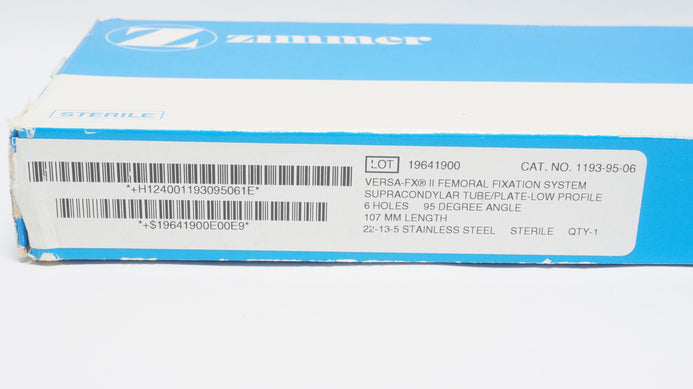 Z zimmer
STERILE
LOT 19641900 CAT. NO. 1193-95-06
VERSA-FX® II FEMORAL FIXATION SYSTEM
SUPRACONDYLAR TUBE/PLATE-LOW PROFILE
6 HOLES 95 DEGREE ANGLE
107 MM LENGTH
22-13-5 STAINLESS STEEL STERILE QTY-1
*+H124001193095061E*
*+$19641900E00E9*